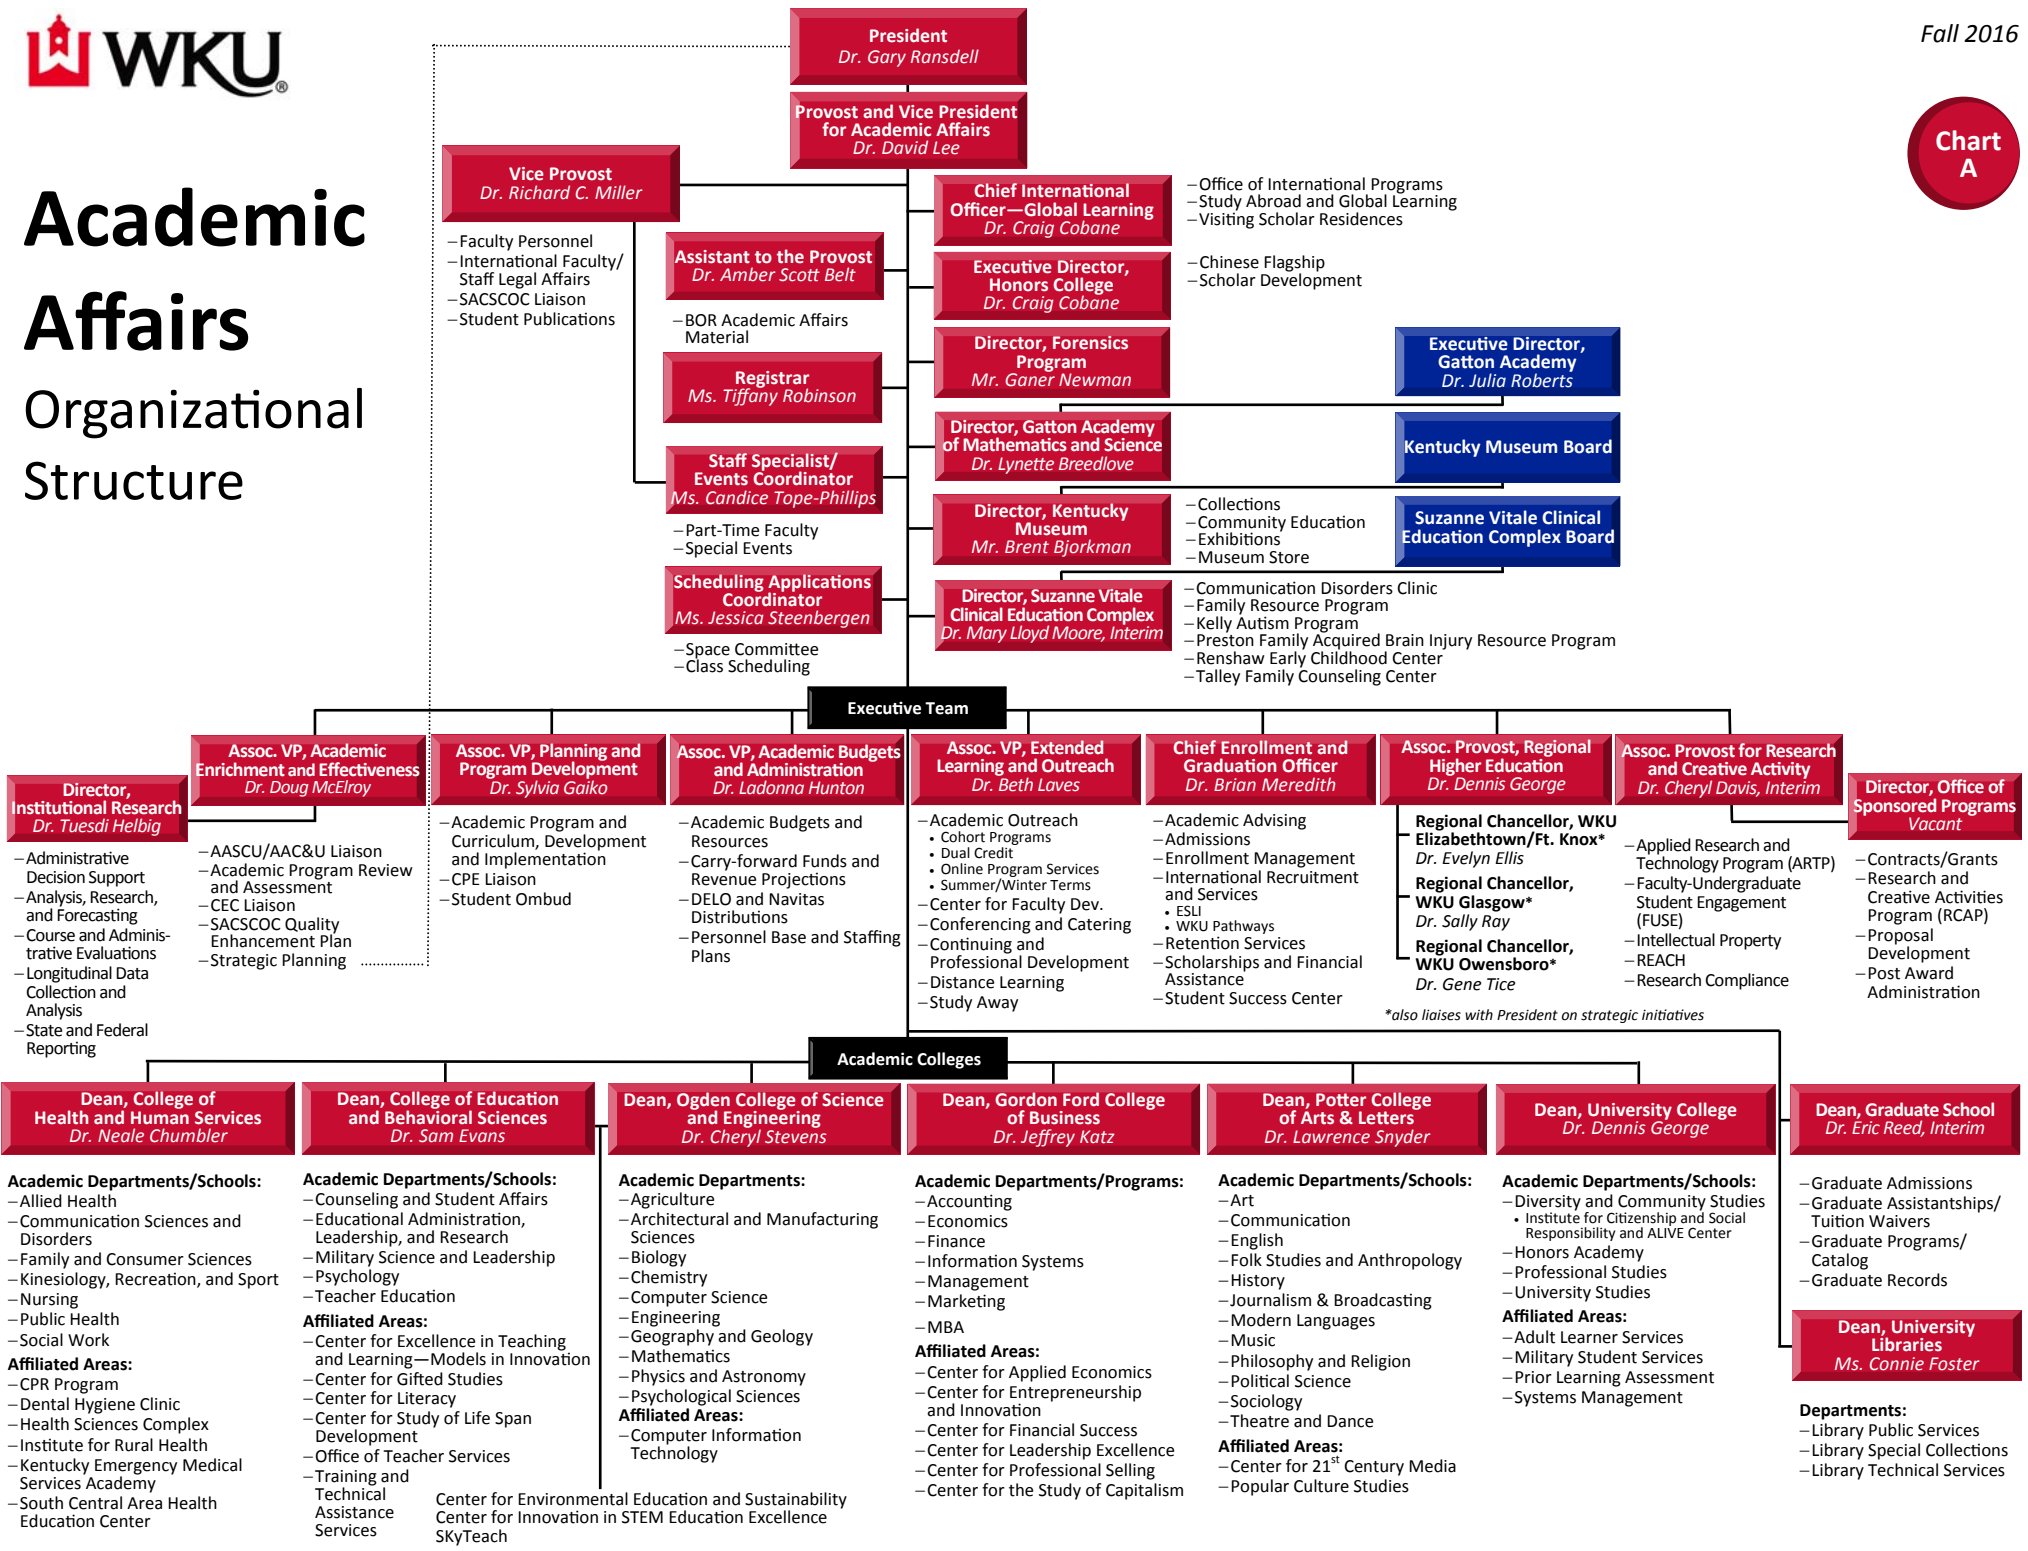 WKU®
Fall 2016
Chart
A
Academic
Affairs
Organizational
Structure
President
Dr. Gary Ransdell
Provost and Vice President
for Academic Affairs
Dr. David Lee
Vice Provost
Dr. Richard C. Miller
–Faculty Personnel
–International Faculty/
Staff Legal Affairs
–SACSCOC Liaison
–Student Publications
Assistant to the Provost
Dr. Amber Scott Belt
–BOR Academic Affairs
Material
Registrar
Ms. Tiffany Robinson
Staff Specialist/
Events Coordinator
Ms. Candice Tope-Phillips
–Part-Time Faculty
–Special Events
Scheduling Applications
Coordinator
Ms. Jessica Steenbergen
–Space Committee
–Class Scheduling
Chief International
Officer—Global Learning
Dr. Craig Cobane
–Office of International Programs
–Study Abroad and Global Learning
–Visiting Scholar Residences
Executive Director,
Honors College
Dr. Craig Cobane
–Chinese Flagship
–Scholar Development
Director, Forensics
Program
Mr. Ganer Newman
Executive Director,
Gatton Academy
Dr. Julia Roberts
Director, Gatton Academy
of Mathematics and Science
Dr. Lynette Breedlove
Kentucky Museum Board
Director, Kentucky
Museum
Mr. Brent Bjorkman
–Collections
–Community Education
–Exhibitions
–Museum Store
Suzanne Vitale Clinical
Education Complex Board
Director, Suzanne Vitale
Clinical Education Complex
Dr. Mary Lloyd Moore, Interim
–Communication Disorders Clinic
–Family Resource Program
–Kelly Autism Program
–Preston Family Acquired Brain Injury Resource Program
–Renshaw Early Childhood Center
–Talley Family Counseling Center
Executive Team
Director,
Institutional Research
Dr. Tuesdi Helbig
–Administrative
Decision Support
–Analysis, Research,
and Forecasting
–Course and Adminis-
trative Evaluations
–Longitudinal Data
Collection and
Analysis
–State and Federal
Reporting
Assoc. VP, Academic
Enrichment and Effectiveness
Dr. Doug McElroy
–AASCU/AAC&U Liaison
–Academic Program Review
and Assessment
–CEC Liaison
–SACSCOC Quality
Enhancement Plan
–Strategic Planning
Assoc. VP, Planning and
Program Development
Dr. Sylvia Gaiko
–Academic Program and
Curriculum, Development
and Implementation
–CPE Liaison
–Student Ombud
Assoc. VP, Academic Budgets
and Administration
Dr. Ladonna Hunton
–Academic Budgets and
Resources
–Carry-forward Funds and
Revenue Projections
–DELO and Navitas
Distributions
–Personnel Base and Staffing
Plans
Assoc. VP, Extended
Learning and Outreach
Dr. Beth Laves
–Academic Outreach
• Cohort Programs
• Dual Credit
• Online Program Services
• Summer/Winter Terms
–Center for Faculty Dev.
–Conferencing and Catering
–Continuing and
Professional Development
–Distance Learning
–Study Away
Chief Enrollment and
Graduation Officer
Dr. Brian Meredith
–Academic Advising
–Admissions
–Enrollment Management
–International Recruitment
and Services
• ESLI
• WKU Pathways
–Retention Services
–Scholarships and Financial
Assistance
–Student Success Center
Assoc. Provost, Regional
Higher Education
Dr. Dennis George
Regional Chancellor, WKU
Elizabethtown/Ft. Knox*
Dr. Evelyn Ellis
Regional Chancellor,
WKU Glasgow*
Dr. Sally Ray
Regional Chancellor,
WKU Owensboro*
Dr. Gene Tice
*also liaises with President on strategic initiatives
Assoc. Provost for Research
and Creative Activity
Dr. Cheryl Davis, Interim
–Applied Research and
Technology Program (ARTP)
–Faculty-Undergraduate
Student Engagement
(FUSE)
–Intellectual Property
–REACH
–Research Compliance
Director, Office of
Sponsored Programs
Vacant
–Contracts/Grants
–Research and
Creative Activities
Program (RCAP)
–Proposal
Development
–Post Award
Administration
Academic Colleges
Dean, College of
Health and Human Services
Dr. Neale Chumbler
Academic Departments/Schools:
–Allied Health
–Communication Sciences and
Disorders
–Family and Consumer Sciences
–Kinesiology, Recreation, and Sport
–Nursing
–Public Health
–Social Work
Affiliated Areas:
–CPR Program
–Dental Hygiene Clinic
–Health Sciences Complex
–Institute for Rural Health
–Kentucky Emergency Medical
Services Academy
–South Central Area Health
Education Center
Dean, College of Education
and Behavioral Sciences
Dr. Sam Evans
Academic Departments/Schools:
–Counseling and Student Affairs
–Educational Administration,
Leadership, and Research
–Military Science and Leadership
–Psychology
–Teacher Education
Affiliated Areas:
–Center for Excellence in Teaching
and Learning—Models in Innovation
–Center for Gifted Studies
–Center for Literacy
–Center for Study of Life Span
Development
–Office of Teacher Services
–Training and
Technical
Assistance
Services
Center for Environmental Education and Sustainability
Center for Innovation in STEM Education Excellence
SKyTeach
Dean, Ogden College of Science
and Engineering
Dr. Cheryl Stevens
Academic Departments:
–Agriculture
–Architectural and Manufacturing
Sciences
–Biology
–Chemistry
–Computer Science
–Engineering
–Geography and Geology
–Mathematics
–Physics and Astronomy
–Psychological Sciences
Affiliated Areas:
–Computer Information
Technology
Dean, Gordon Ford College
of Business
Dr. Jeffrey Katz
Academic Departments/Programs:
–Accounting
–Economics
–Finance
–Information Systems
–Management
–Marketing
–MBA
Affiliated Areas:
–Center for Applied Economics
–Center for Entrepreneurship
and Innovation
–Center for Financial Success
–Center for Leadership Excellence
–Center for Professional Selling
–Center for the Study of Capitalism
Dean, Potter College
of Arts & Letters
Dr. Lawrence Snyder
Academic Departments/Schools:
–Art
–Communication
–English
–Folk Studies and Anthropology
–History
–Journalism & Broadcasting
–Modern Languages
–Music
–Philosophy and Religion
–Political Science
–Sociology
–Theatre and Dance
Affiliated Areas:
–Center for 21st Century Media
–Popular Culture Studies
Dean, University College
Dr. Dennis George
Academic Departments/Schools:
–Diversity and Community Studies
• Institute for Citizenship and Social
Responsibility and ALIVE Center
–Honors Academy
–Professional Studies
–University Studies
Affiliated Areas:
–Adult Learner Services
–Military Student Services
–Prior Learning Assessment
–Systems Management
Dean, Graduate School
Dr. Eric Reed, Interim
–Graduate Admissions
–Graduate Assistantships/
Tuition Waivers
–Graduate Programs/
Catalog
–Graduate Records
Dean, University
Libraries
Ms. Connie Foster
Departments:
–Library Public Services
–Library Special Collections
–Library Technical Services